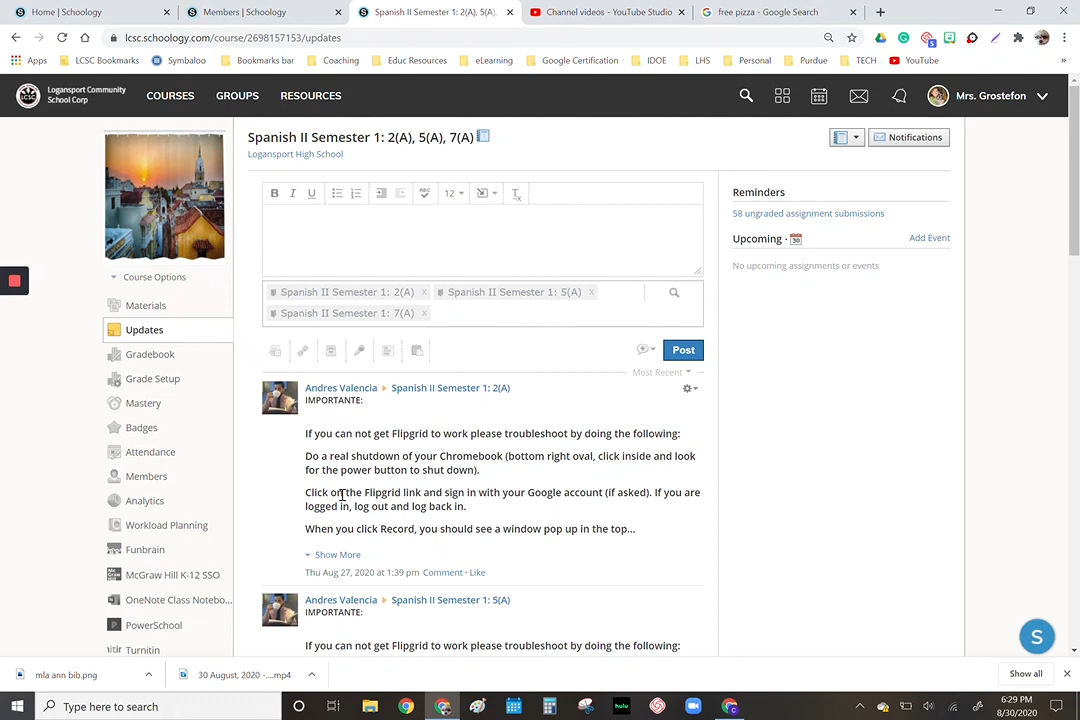 Home | Schoology
Members | Schoology
Spanish II Semester 1: 2(A), 5(A),
Channel videos - YouTube Studio
free pizza - Google Search
lcsc.schoology.com/course/2698157153/updates
Apps
LCSC Bookmarks
Symbaloo
Bookmarks bar
Coaching
Educ Resources
eLearning
Google Certification
IDOE
LHS
Personal
Purdue
TECH
YouTube
Logansport Community
School Corp
COURSES
GROUPS
RESOURCES
Mrs. Grostefon
Spanish II Semester 1: 2(A), 5(A), 7(A)
Logansport High School
Notifications
B I U
ABC
12
Tx
Spanish II Semester 1: 2(A) x
Spanish II Semester 1: 5(A) x
Spanish II Semester 1: 7(A) x
Post
Most Recent
Reminders
58 ungraded assignment submissions
Upcoming · 30
Add Event
No upcoming assignments or events
Course Options
Materials
Updates
Gradebook
Grade Setup
Mastery
Badges
Attendance
Members
Analytics
Workload Planning
Funbrain
McGraw Hill K-12 SSO
OneNote Class Notebo...
PowerSchool
Turnitin
Andres Valencia
Spanish II Semester 1: 2(A)
IMPORTANTE:
If you can not get Flipgrid to work please troubleshoot by doing the following:
Do a real shutdown of your Chromebook (bottom right oval, click inside and look
for the power button to shut down).
Click on the Flipgrid link and sign in with your Google account (if asked). If you are
logged in, log out and log back in.
When you click Record, you should see a window pop up in the top...
Show More
Thu Aug 27, 2020 at 1:39 pm Comment · Like
Andres Valencia
Spanish II Semester 1: 5(A)
IMPORTANTE:
If you can not get Flipgrid to work please troubleshoot by doing the following:
S
mla ann bib.png
30 August, 2020 -....mp4
Show all
Type here to search
hulu
6:29 PM
8/30/2020